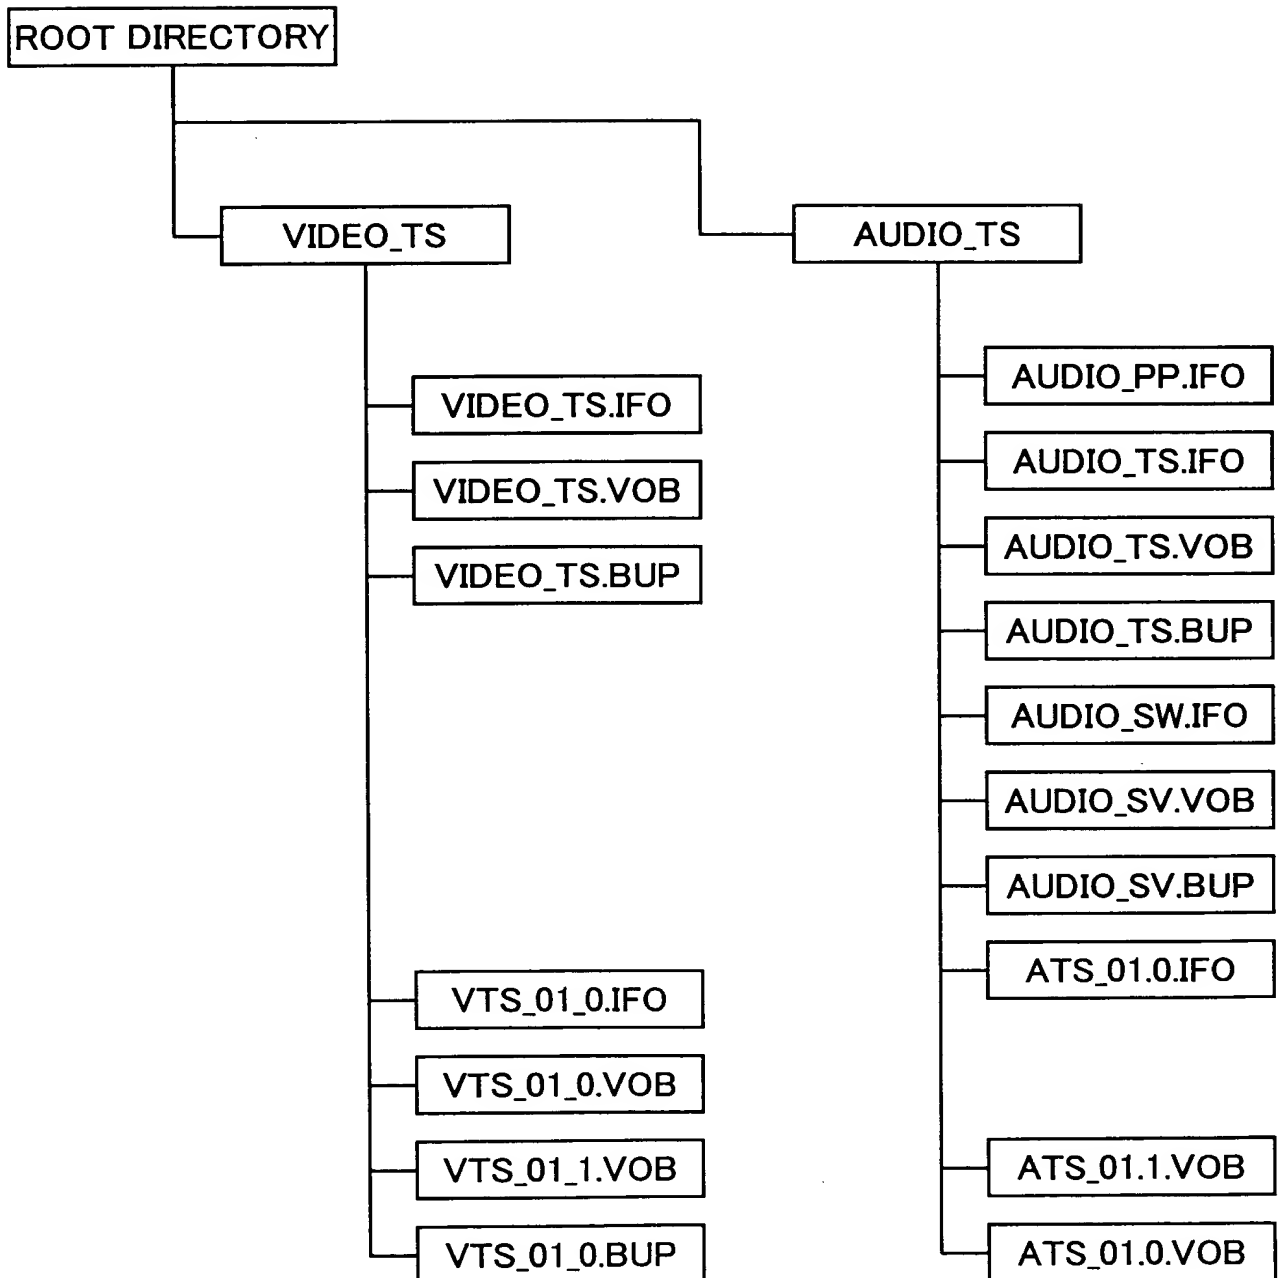 ROOT DIRECTORY
VIDEO_TS
VIDEO_TS.IFO
VIDEO_TS.VOB
VIDEO_TS.BUP
VTS_01_0.IFO
VTS_01_0.VOB
VTS_01_1.VOB
VTS_01_0.BUP
AUDIO_TS
AUDIO_PP.IFO
AUDIO_TS.IFO
AUDIO_TS.VOB
AUDIO_TS.BUP
AUDIO_SW.IFO
AUDIO_SV.VOB
AUDIO_SV.BUP
ATS_01.0.IFO
ATS_01.1.VOB
ATS_01.0.VOB